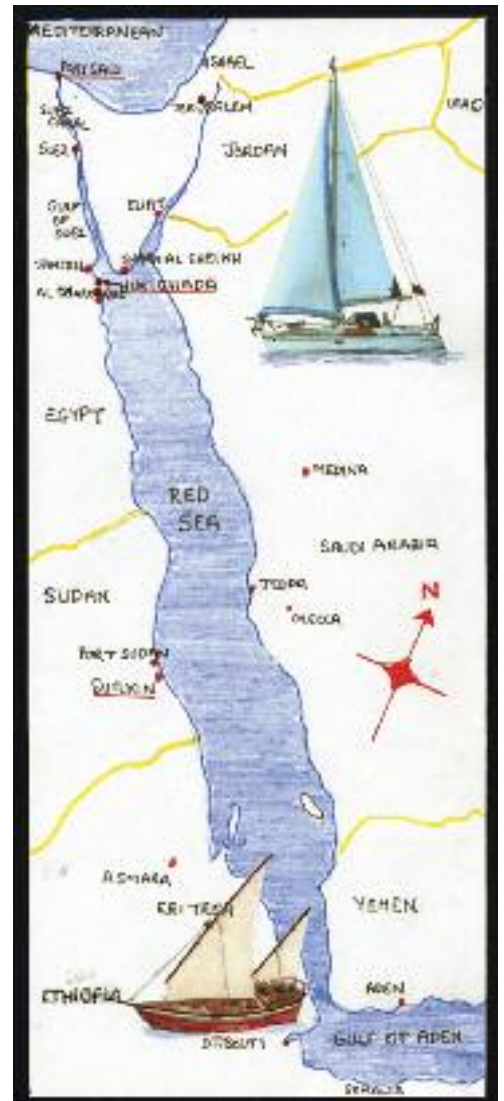 MEDITERRANEAN
PORT SAID
ISRAEL
JERUSALEM
IRAQ
SUEZ
CANAL
SUEZ
JORDAN
GULF
OF
SUEZ
EILAT
SHARM AL SHEIKH
HURGHADA
EGYPT
RED
SEA
MEDINA
SAUDI ARABIA
SUDAN
JEDDA
MECCA
N
PORT SUDAN
ASMARA
ERITREA
YEMEN
ETHIOPIA
ADEN
GULF OF ADEN
DJIBOUTI
SOMALIA